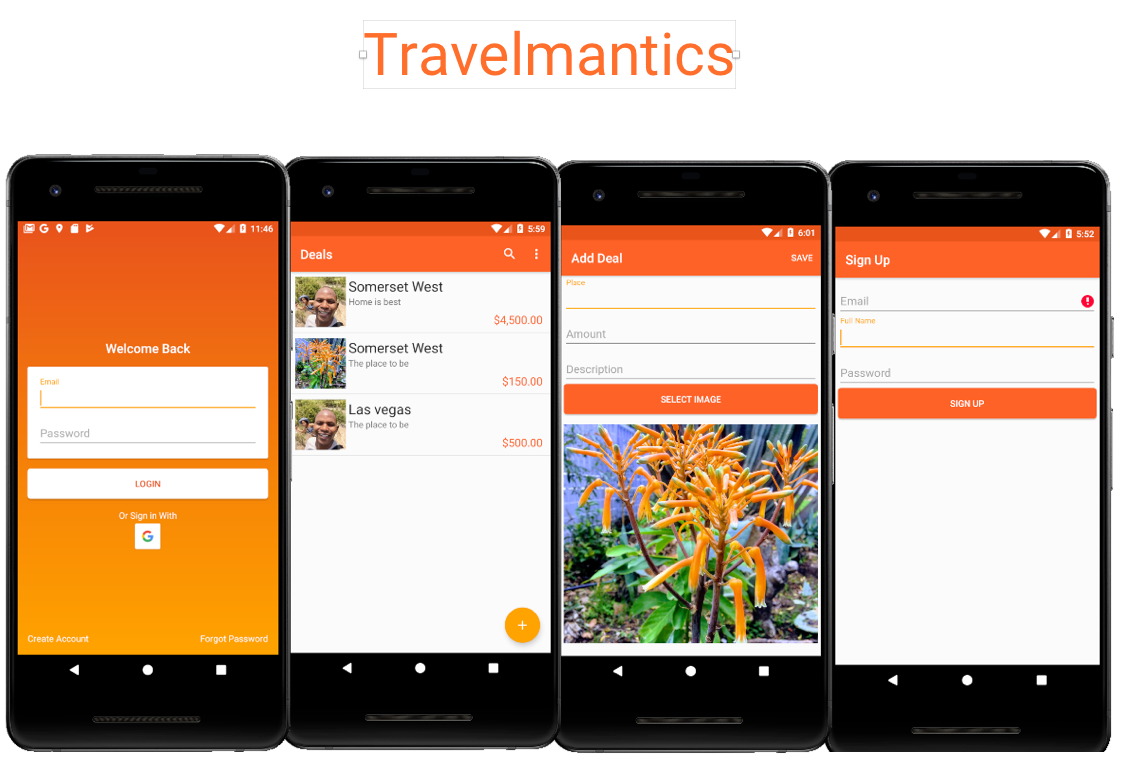 Travelmantics
11:46
Welcome Back
Email
Password
LOGIN
Or Sign in With
G
Create Account
Forgot Password
5:59
Deals
Somerset West
Home is best
$4,500.00
Somerset West
The place to be
$150.00
Las vegas
The place to be
$500.00
+
6:01
Add Deal
SAVE
Place
Amount
Description
SELECT IMAGE
5:52
Sign Up
Email
Full Name
Password
SIGN UP